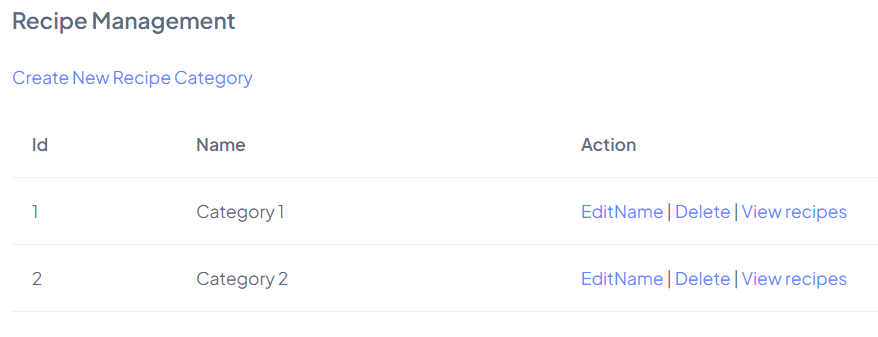 Recipe Management
Create New Recipe Category
Id Name Action
1 Category 1 EditName | Delete | View recipes
2 Category 2 EditName | Delete | View recipes